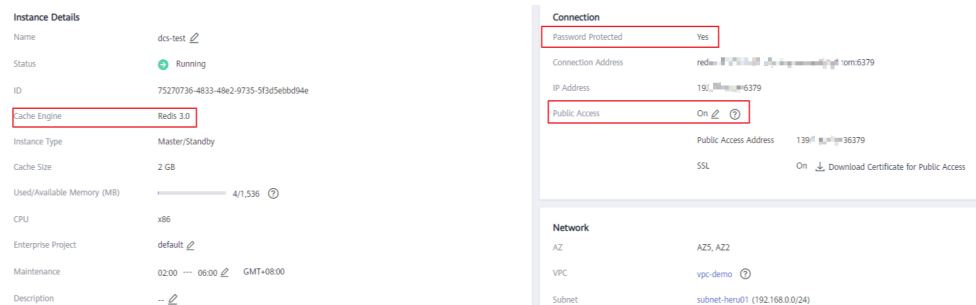 Instance Details
Name dcs-test
Status Running
ID 75270736-4833-48e2-9735-5f3d5ebbd94e
Cache Engine Redis 3.0
Instance Type Master/Standby
Cache Size 2 GB
Used/Available Memory (MB) 4/1,536
CPU x86
Enterprise Project default
Maintenance 02:00 --- 06:00 GMT+08:00
Description --
Connection
Password Protected Yes
Connection Address om:6379
IP Address 6379
Public Access On
Public Access Address 36379
SSL On Download Certificate for Public Access
Network
AZ AZ5, AZ2
VPC vpc-demo
Subnet subnet-heru01 (192.168.0.0/24)